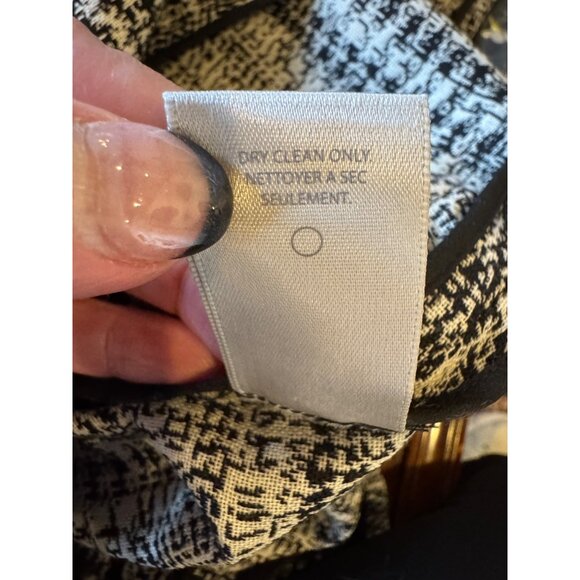 DRY CLEAN ONLY.
NETTOYER A SEC
SEULEMENT.